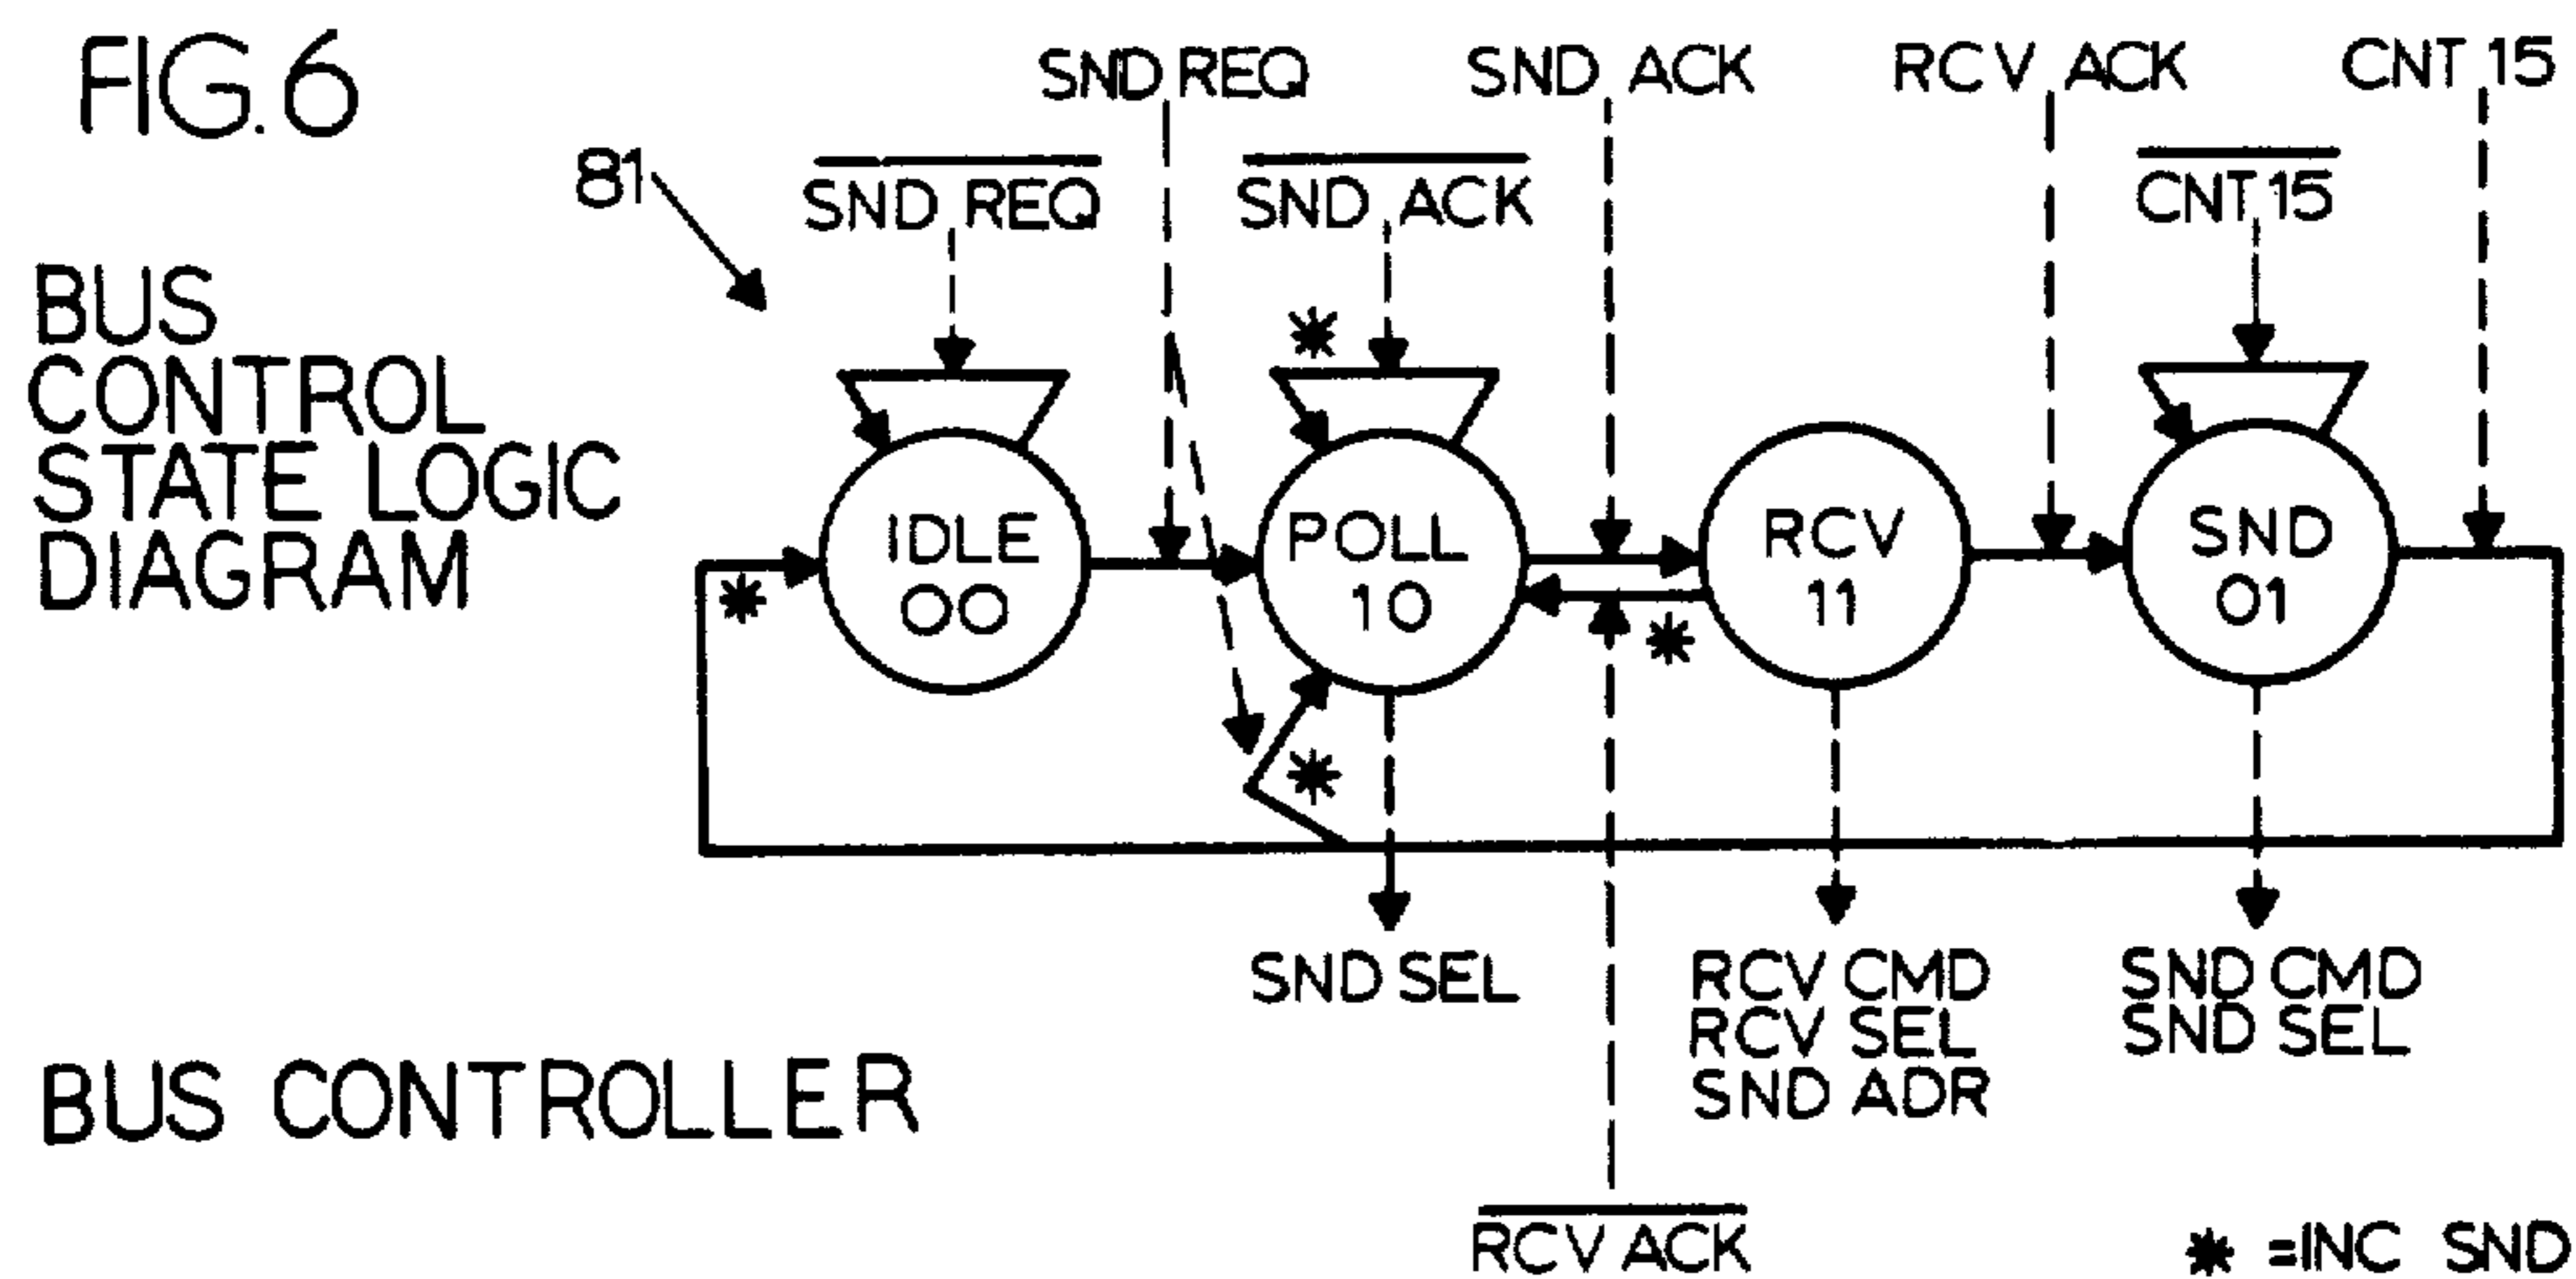 FIG. 6
SND REQ
SND ACK
RCV ACK
CNT 15
81
SND REQ
SND ACK
CNT 15
BUS
CONTROL
STATE LOGIC
DIAGRAM
*
IDLE
00
POLL
10
RCV
11
SND
01
*
*
*
SND SEL
RCV CMD
RCV SEL
SND ADR
SND CMD
SND SEL
BUS CONTROLLER
RCV ACK
* =INC SND